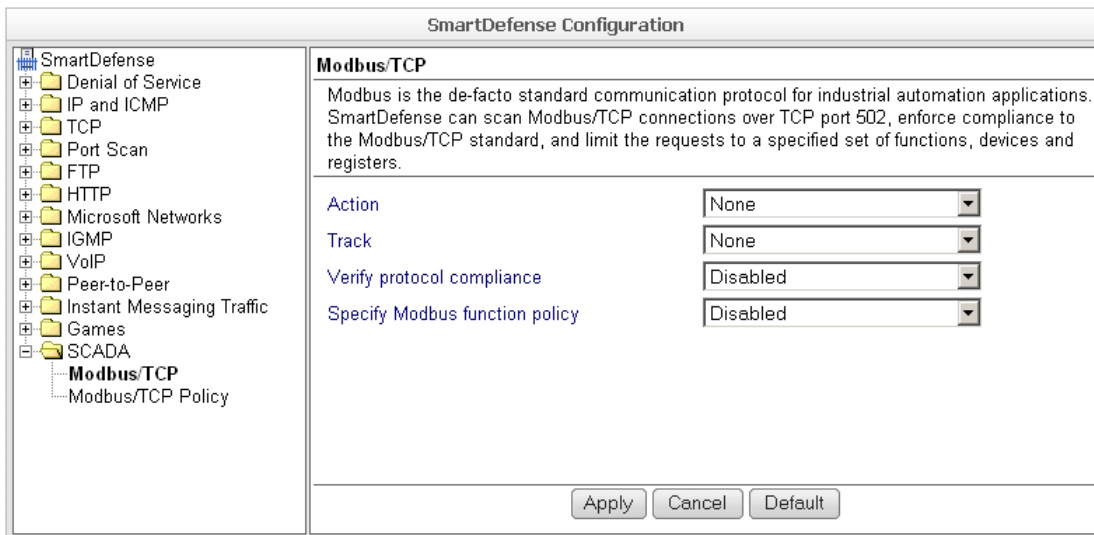 SmartDefense Configuration
SmartDefense
Denial of Service
IP and ICMP
TCP
Port Scan
FTP
HTTP
Microsoft Networks
IGMP
VoIP
Peer-to-Peer
Instant Messaging Traffic
Games
SCADA
Modbus/TCP
Modbus/TCP Policy
Modbus/TCP
Modbus is the de-facto standard communication protocol for industrial automation applications.
SmartDefense can scan Modbus/TCP connections over TCP port 502, enforce compliance to
the Modbus/TCP standard, and limit the requests to a specified set of functions, devices and
registers.
Action None
Track None
Verify protocol compliance Disabled
Specify Modbus function policy Disabled
Apply Cancel Default